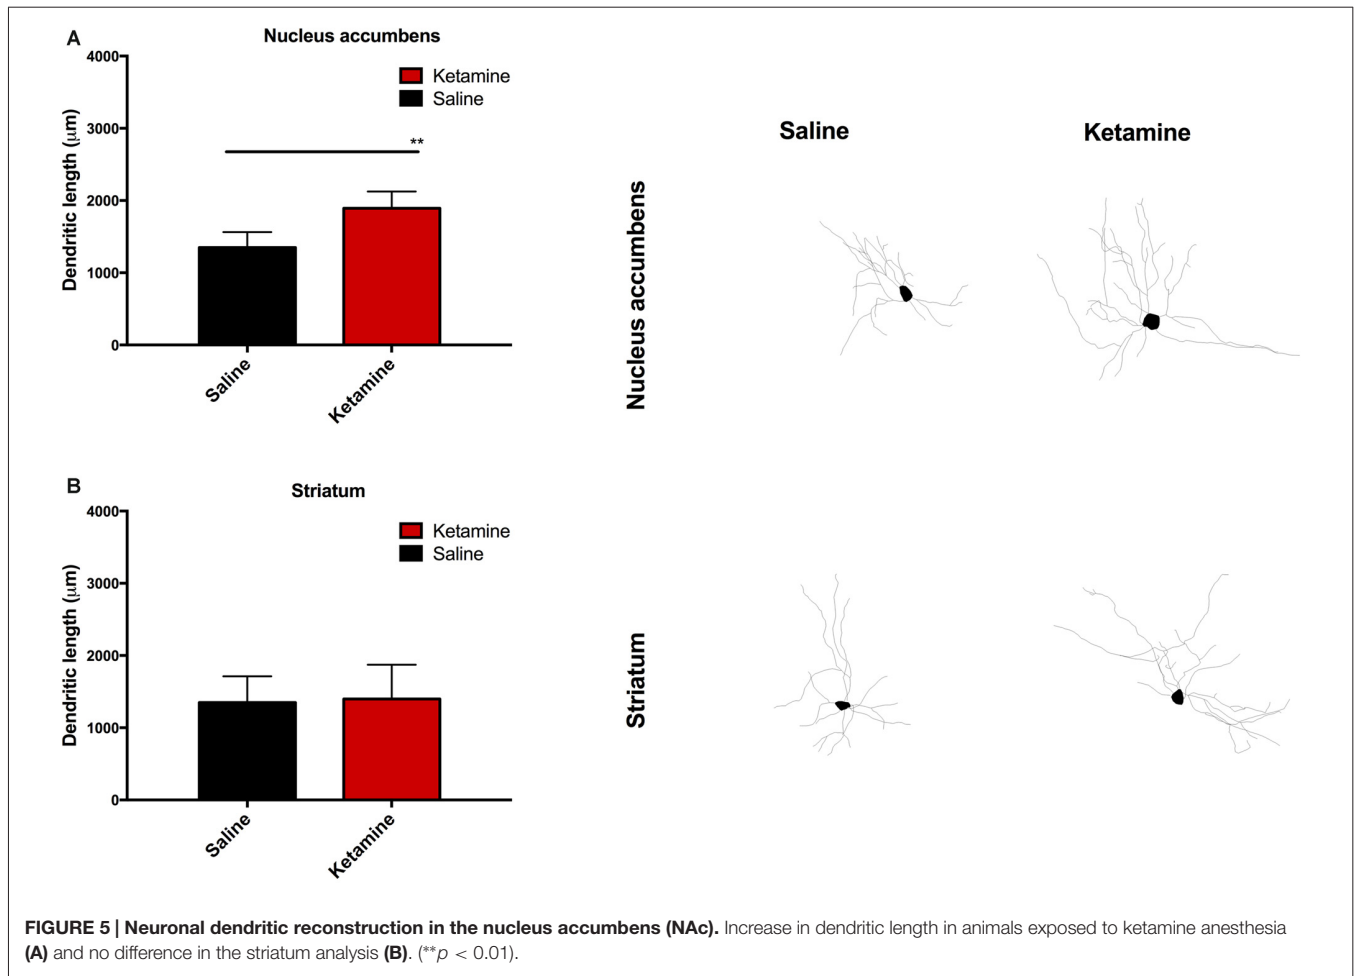 A
Nucleus accumbens
4000
3000
2000
1000
0
Dendritic length (μm)
Ketamine
Saline
**
Saline
Ketamine
Saline
Ketamine
Nucleus accumbens
B
Striatum
4000
3000
2000
1000
0
Dendritic length (μm)
Ketamine
Saline
Saline
Ketamine
Striatum
FIGURE 5 | Neuronal dendritic reconstruction in the nucleus accumbens (NAc). Increase in dendritic length in animals exposed to ketamine anesthesia
(A) and no difference in the striatum analysis (B). (**p < 0.01).